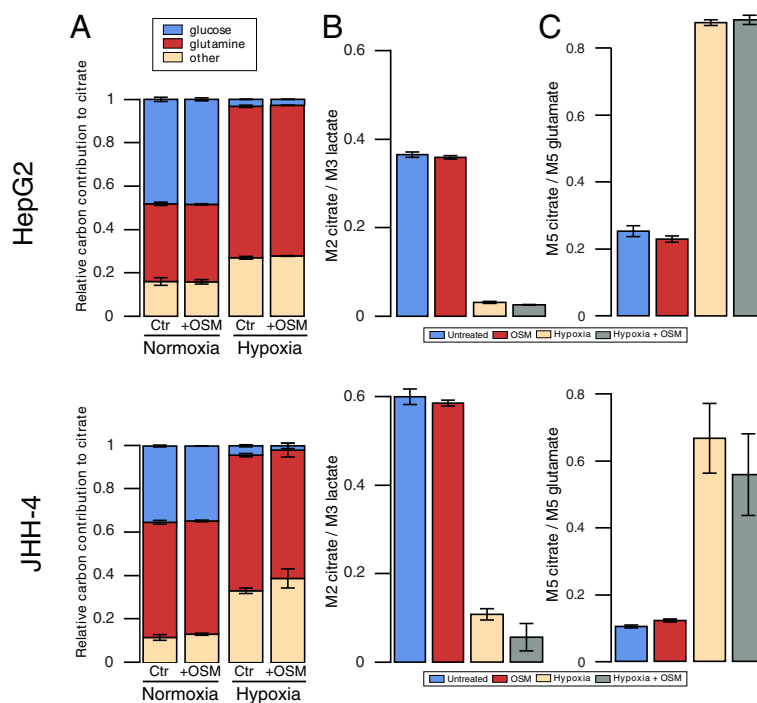 A
B
C
glucose
glutamine
other
HepG2
Relative carbon contribution to citrate
1
0.8
0.6
0.4
0.2
0
Ctr +OSM Ctr +OSM
Normoxia Hypoxia
M2 citrate / M3 lactate
0.6
0.4
0.2
0
M5 citrate / M5 glutamate
0.8
0.6
0.4
0.2
0
Untreated OSM Hypoxia Hypoxia + OSM
JHH-4
Relative carbon contribution to citrate
1
0.8
0.6
0.4
0.2
0
Ctr +OSM Ctr +OSM
Normoxia Hypoxia
M2 citrate / M3 lactate
0.6
0.4
0.2
0
M5 citrate / M5 glutamate
0.8
0.6
0.4
0.2
0
Untreated OSM Hypoxia Hypoxia + OSM